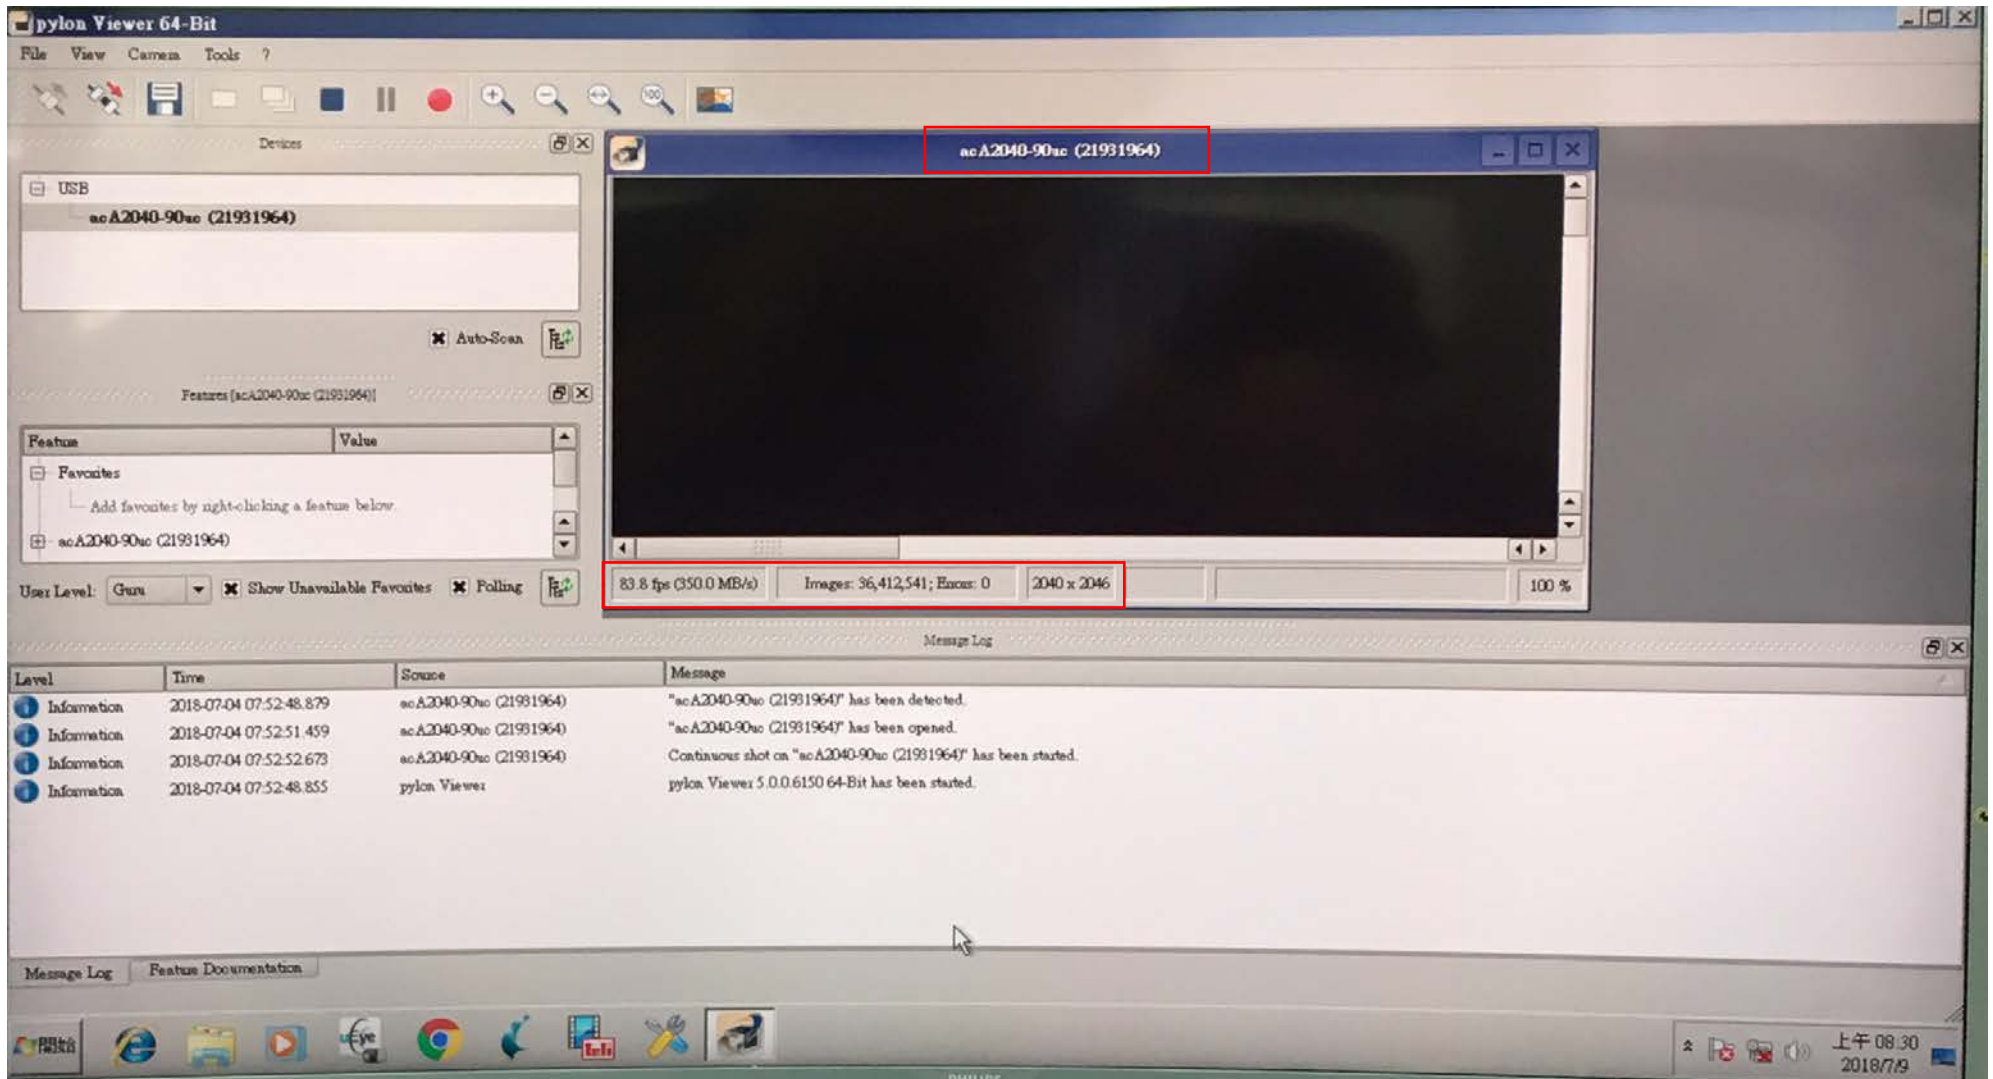 pylon Viewer 64-Bit
File View Camera Tools ?
100
Devices
USB
acA2040-90uc (21931964)
Auto-Scan
Features [acA2040-90uc (21931964)]
Feature Value
Favorites
Add favorites by right-clicking a feature below.
acA2040-90uc (21931964)
User Level: Guru Show Unavailable Favorites Polling
acA2040-90uc (21931964)
83.8 fps (350.0 MB/s) Images: 36,412,541; Errors: 0 2040 x 2046 100 %
Message Log
Level Time Source Message
Information 2018-07-04 07:52:48.879 acA2040-90uc (21931964) "acA2040-90uc (21931964)" has been detected.
Information 2018-07-04 07:52:51.459 acA2040-90uc (21931964) "acA2040-90uc (21931964)" has been opened.
Information 2018-07-04 07:52:52.673 acA2040-90uc (21931964) Continuous shot on "acA2040-90uc (21931964)" has been started.
Information 2018-07-04 07:52:48.855 pylon Viewer pylon Viewer 5.0.0.6150 64-Bit has been started.
Message Log Feature Documentation
開始 uEye 上午 08:30
2018/7/9
PHILIPS